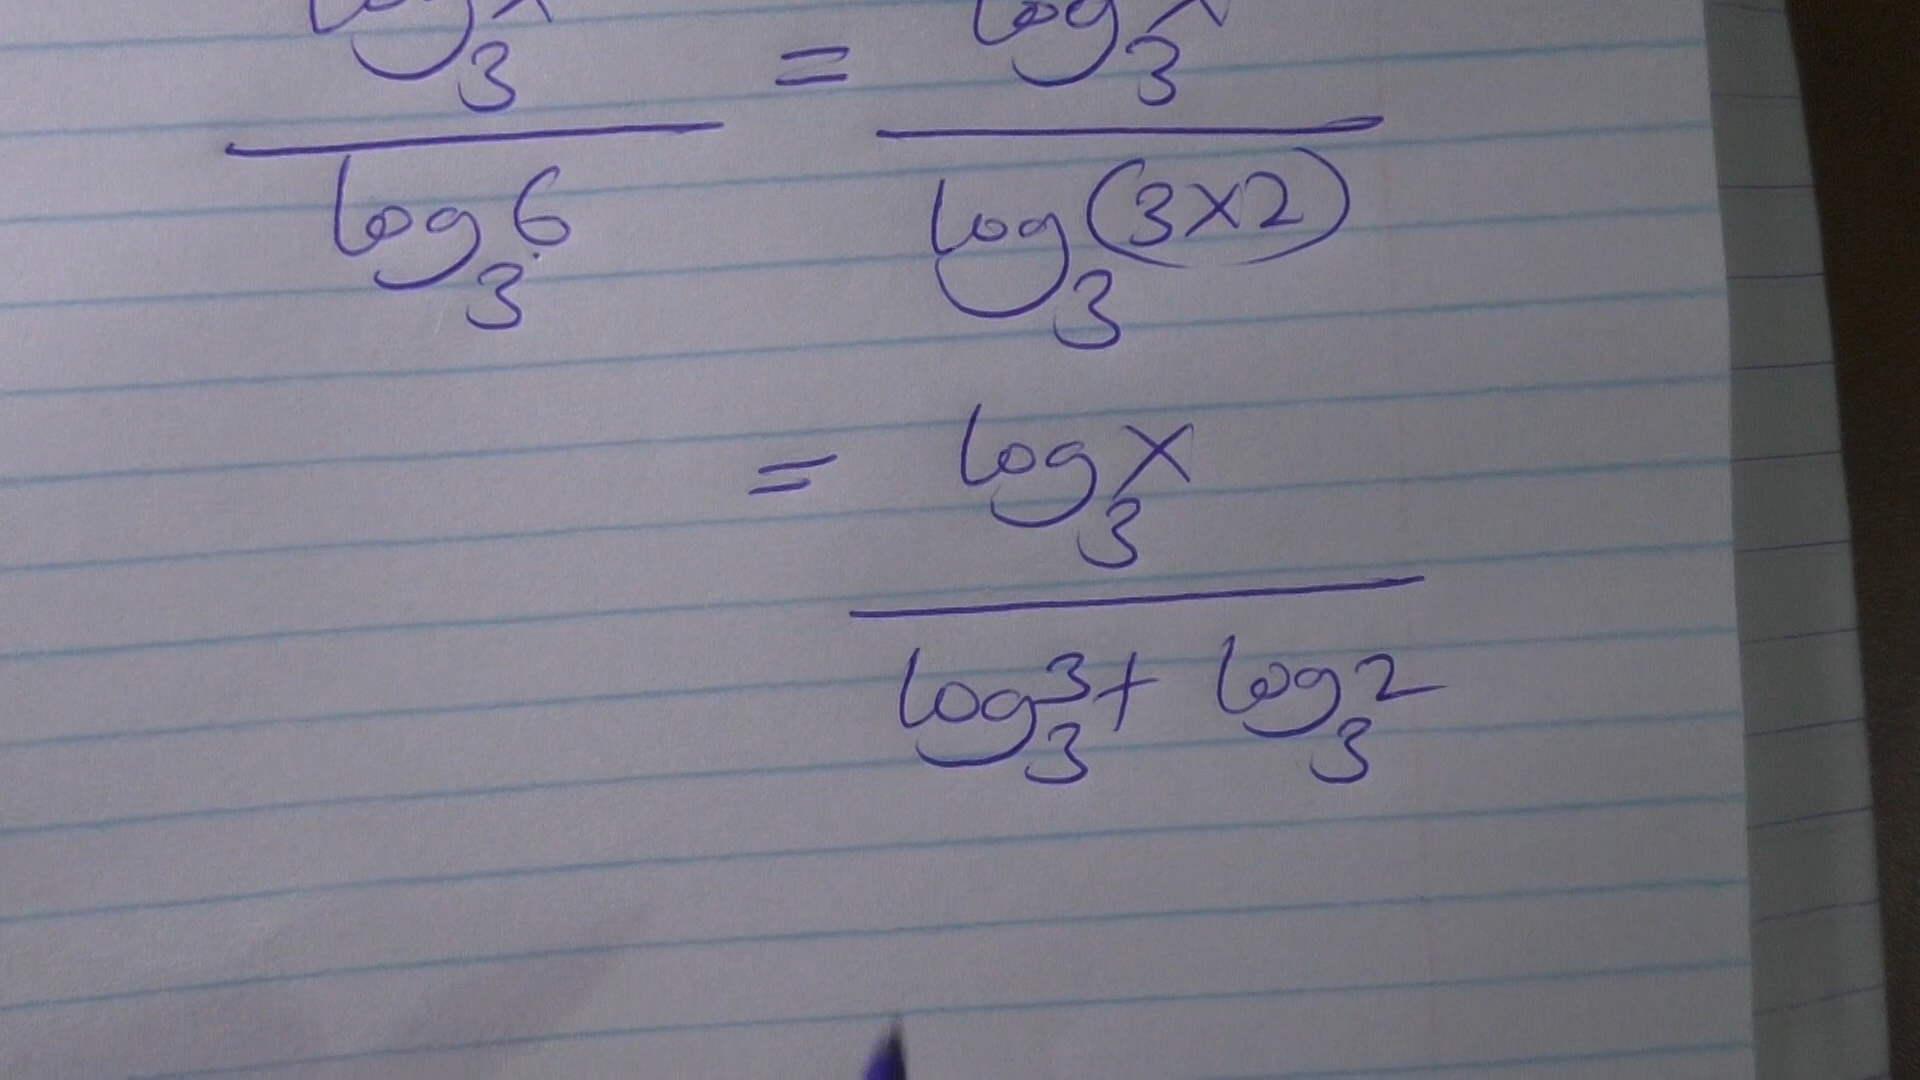 log₃x = log₃x
log₃6 log₃(3×2)
= log₃x
log₃3 + log₃2